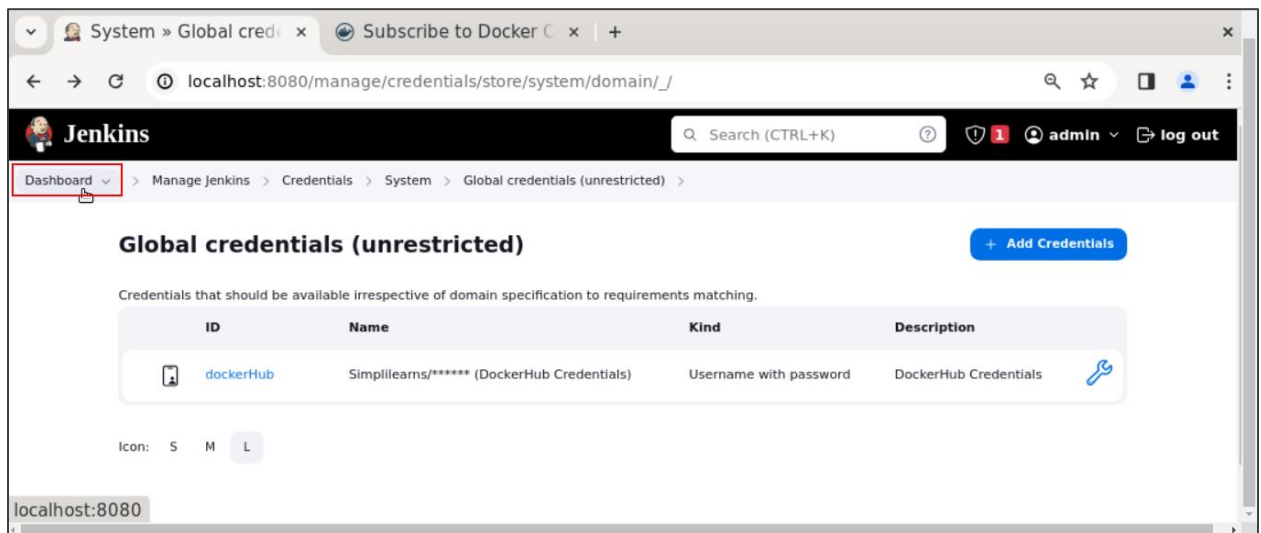 System » Global crede
Subscribe to Docker C
localhost:8080/manage/credentials/store/system/domain/_/
Jenkins
Search (CTRL+K)
1
admin
log out
Dashboard > Manage Jenkins > Credentials > System > Global credentials (unrestricted) >
Global credentials (unrestricted)
+ Add Credentials
Credentials that should be available irrespective of domain specification to requirements matching.
ID Name Kind Description
dockerHub Simplilearns/****** (DockerHub Credentials) Username with password DockerHub Credentials
Icon: S M L
localhost:8080